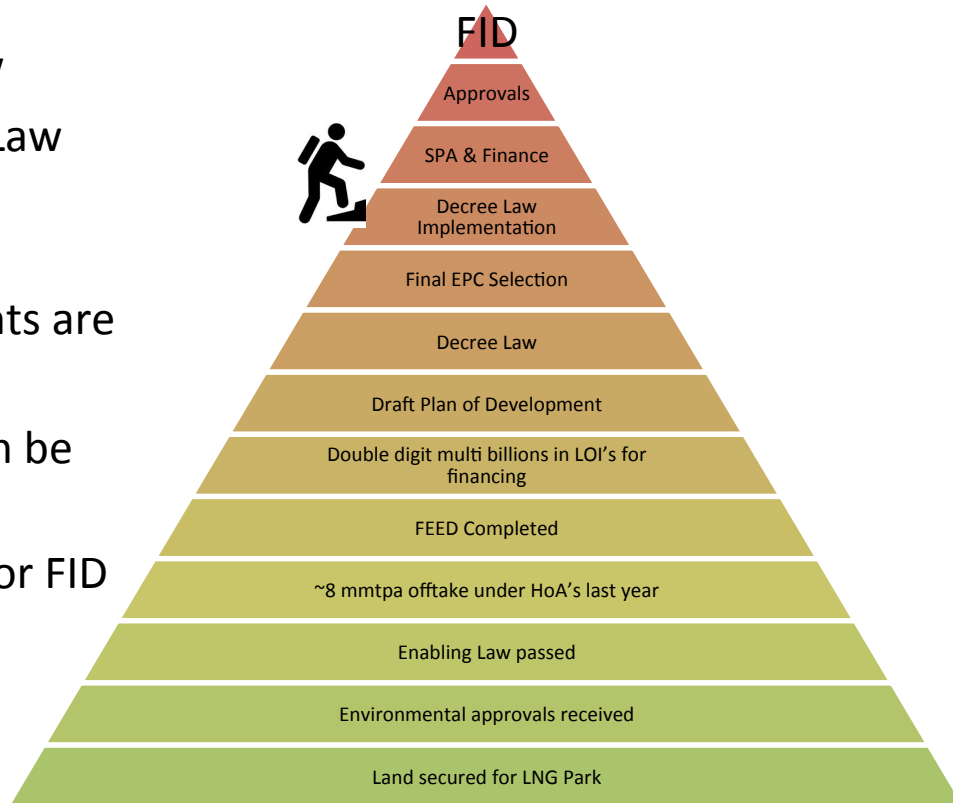 Law
nts are
be
or FID
FID
Approvals
SPA & Finance
Decree Law
Implementation
Final EPC Selection
Decree Law
Draft Plan of Development
Double digit multi billions in LOI's for
financing
FEED Completed
~8 mmtpa offtake under HoA's last year
Enabling Law passed
Environmental approvals received
Land secured for LNG Park